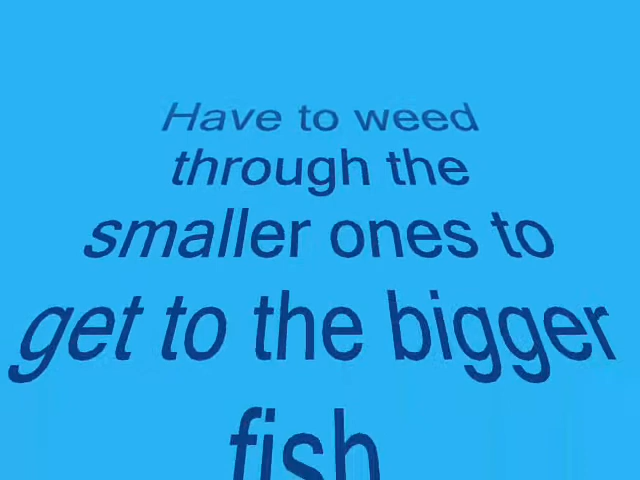 Have to weed
through the
smaller ones to
get to the bigger
fish